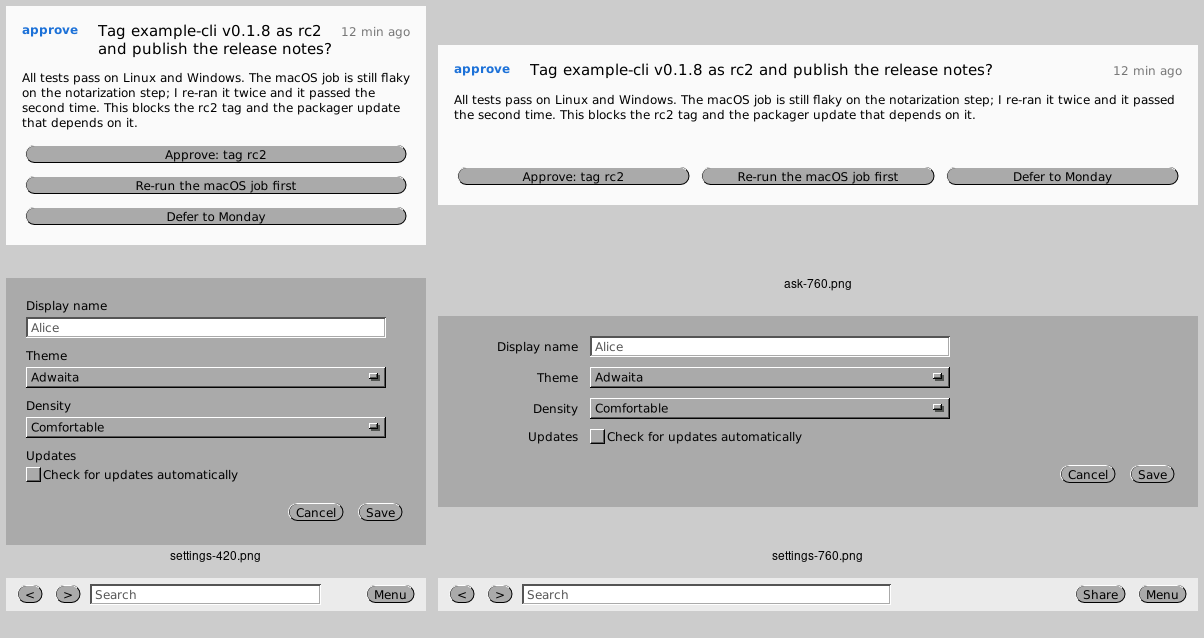 approve
Tag example-cli v0.1.8 as rc2
and publish the release notes?
12 min ago
All tests pass on Linux and Windows. The macOS job is still flaky
on the notarization step; I re-ran it twice and it passed the
second time. This blocks the rc2 tag and the packager update
that depends on it.
Approve: tag rc2
Re-run the macOS job first
Defer to Monday
approve
Tag example-cli v0.1.8 as rc2 and publish the release notes?
12 min ago
All tests pass on Linux and Windows. The macOS job is still flaky on the notarization step; I re-ran it twice and it passed
the second time. This blocks the rc2 tag and the packager update that depends on it.
Approve: tag rc2
Re-run the macOS job first
Defer to Monday
ask-760.png
Display name
Alice
Theme
Adwaita
Density
Comfortable
Updates
Check for updates automatically
Cancel
Save
settings-420.png
Display name
Alice
Theme
Adwaita
Density
Comfortable
Updates
Check for updates automatically
Cancel
Save
settings-760.png
<
>
Search
Menu
<
>
Search
Share
Menu